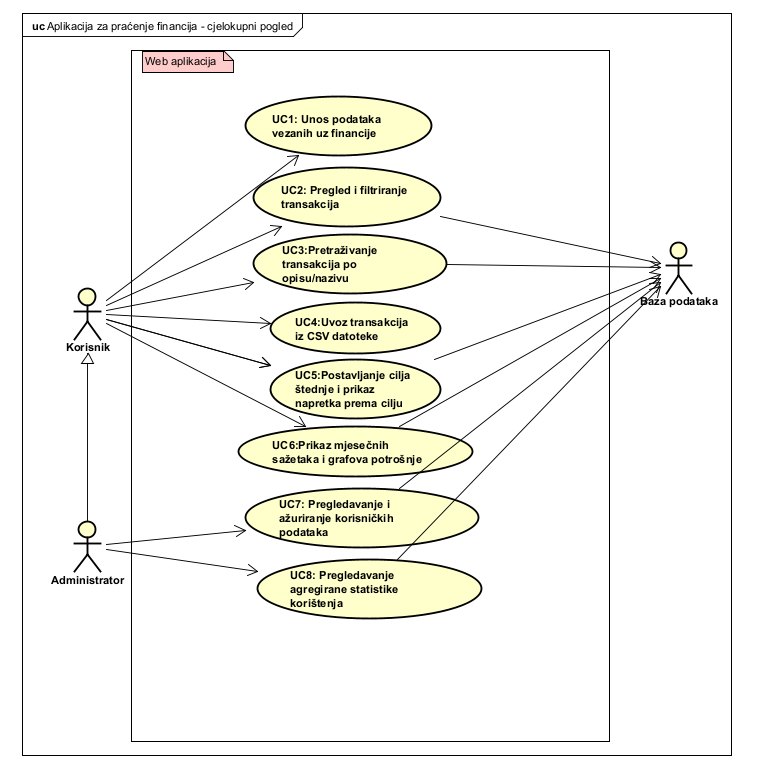 uc Aplikacija za praćenje financija - cjelokupni pogled
Web aplikacija
UC1: Unos podataka
vezanih uz financije
UC2: Pregled i filtriranje
transakcija
UC3:Pretraživanje
transakcija po
opisu/nazivu
Baza podataka
UC4:Uvoz transakcija
iz CSV datoteke
Korisnik
UC5:Postavljanje cilja
štednje i prikaz
napretka prema cilju
UC6:Prikaz mjesečnih
sažetaka i grafova potrošnje
UC7: Pregledavanje i
ažuriranje korisničkih
podataka
Administrator
UC8: Pregledavanje
agregirane statistike
korištenja